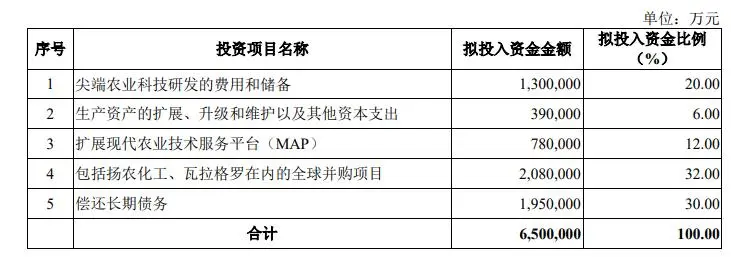 单位：万元
序号 投资项目名称 拟投入资金金额 拟投入资金比例
（%）
1 尖端农业科技研发的费用和储备 1,300,000 20.00
2 生产资产的扩展、升级和维护以及其他资本支出 390,000 6.00
3 扩展现代农业技术服务平台（MAP） 780,000 12.00
4 包括扬农化工、瓦拉格罗在内的全球并购项目 2,080,000 32.00
5 偿还长期债务 1,950,000 30.00
合计 6,500,000 100.00